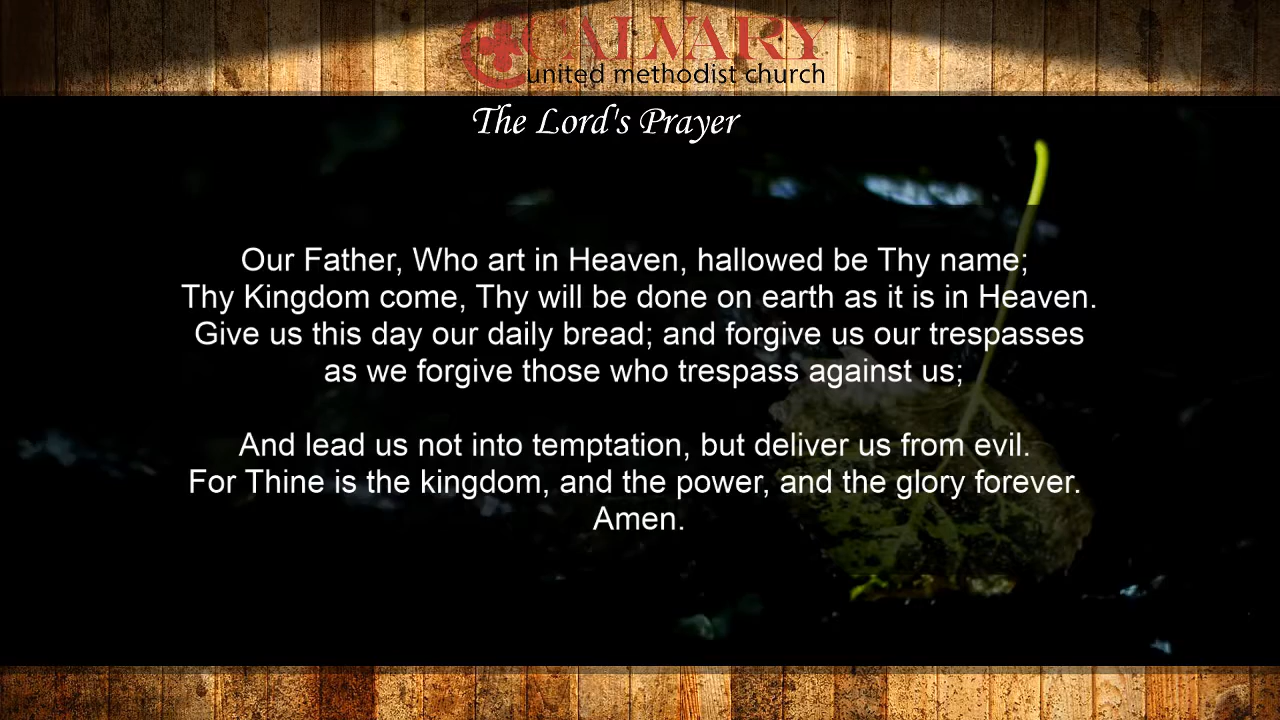 CALVARY
united methodist church
The Lord's Prayer
Our Father, Who art in Heaven, hallowed be Thy name;
Thy Kingdom come, Thy will be done on earth as it is in Heaven.
Give us this day our daily bread; and forgive us our trespasses
as we forgive those who trespass against us;
And lead us not into temptation, but deliver us from evil.
For Thine is the kingdom, and the power, and the glory forever.
Amen.